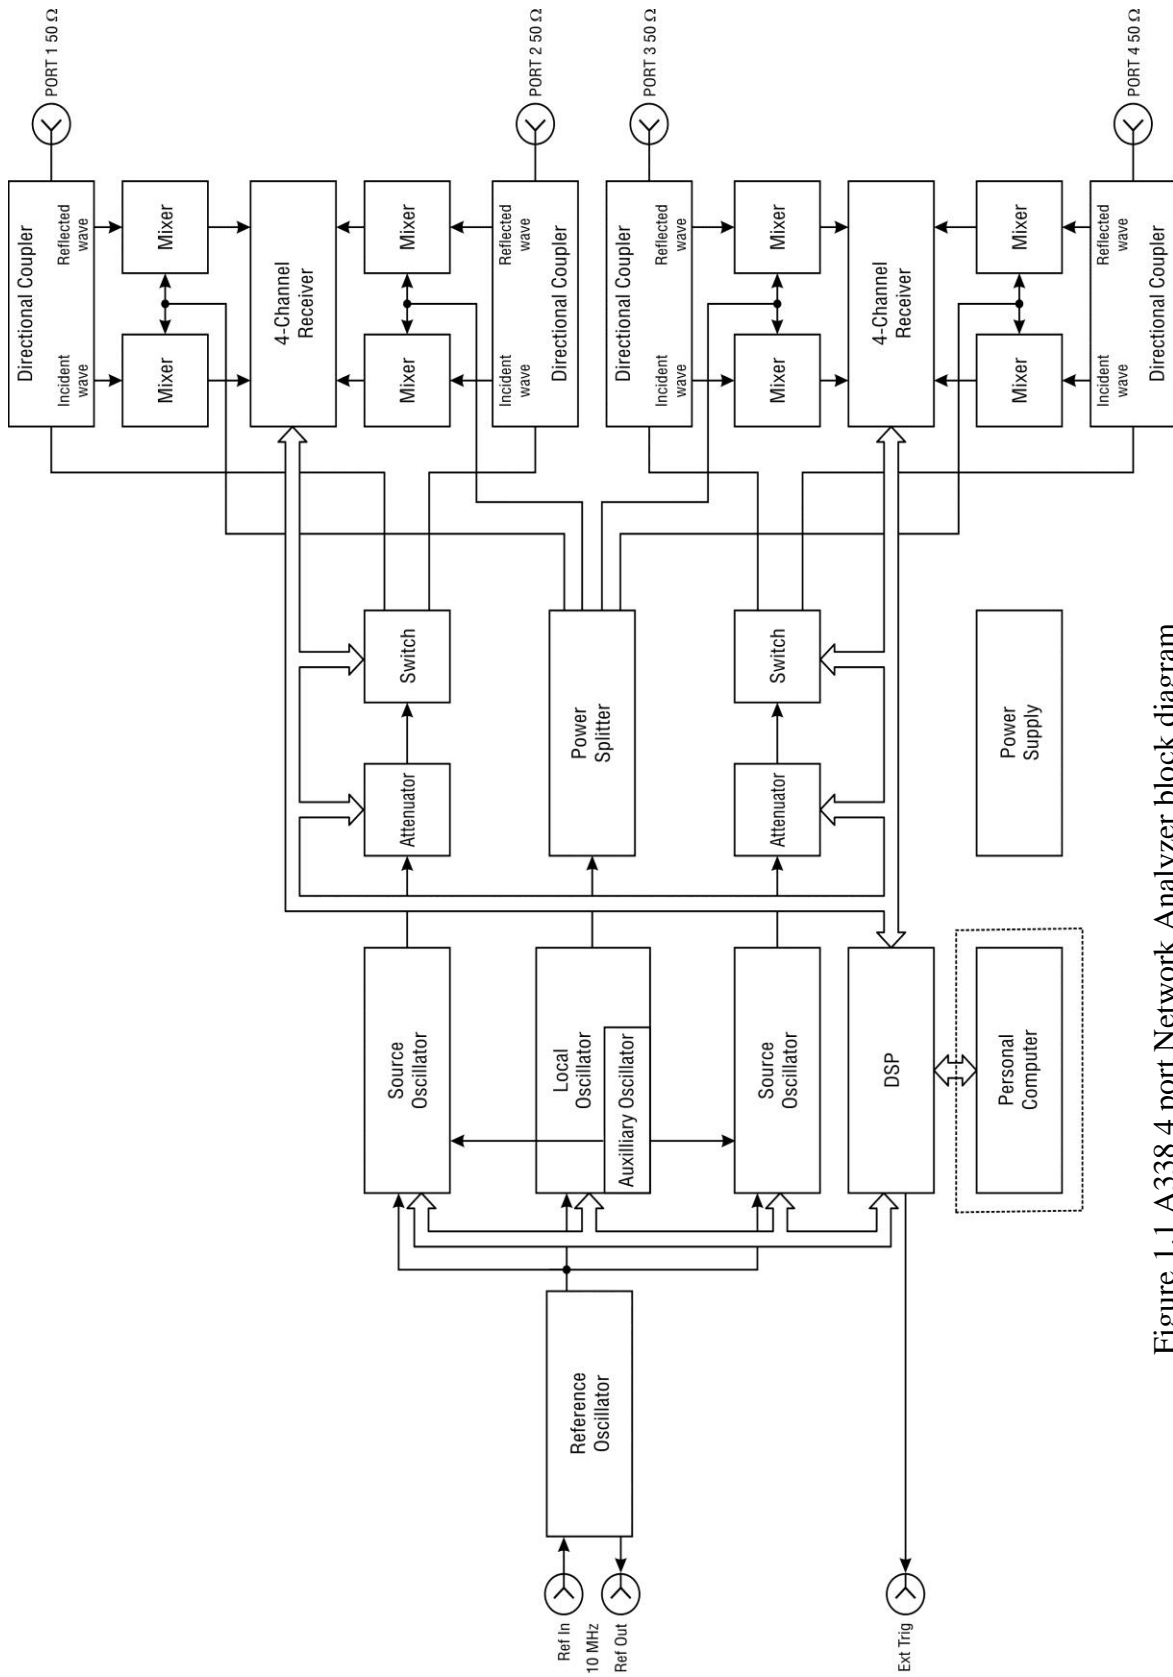 PORT 1 50 Ω
PORT 2 50 Ω
PORT 3 50 Ω
PORT 4 50 Ω
Directional Coupler
Incident
wave
Reflected
wave
Mixer
Mixer
4-Channel
Receiver
Mixer
Mixer
Incident
wave
Reflected
wave
Directional Coupler
Directional Coupler
Incident
wave
Reflected
wave
Mixer
Mixer
4-Channel
Receiver
Mixer
Mixer
Incident
wave
Reflected
wave
Directional Coupler
Switch
Power
Splitter
Switch
Power
Supply
Attenuator
Attenuator
Source
Oscillator
Local
Oscillator
Auxilliary Oscillator
Source
Oscillator
DSP
Personal
Computer
Reference
Oscillator
Ref In
10 MHz
Ref Out
Ext Trig
Figure 1.1 A338 4 port Network Analyzer block diagram